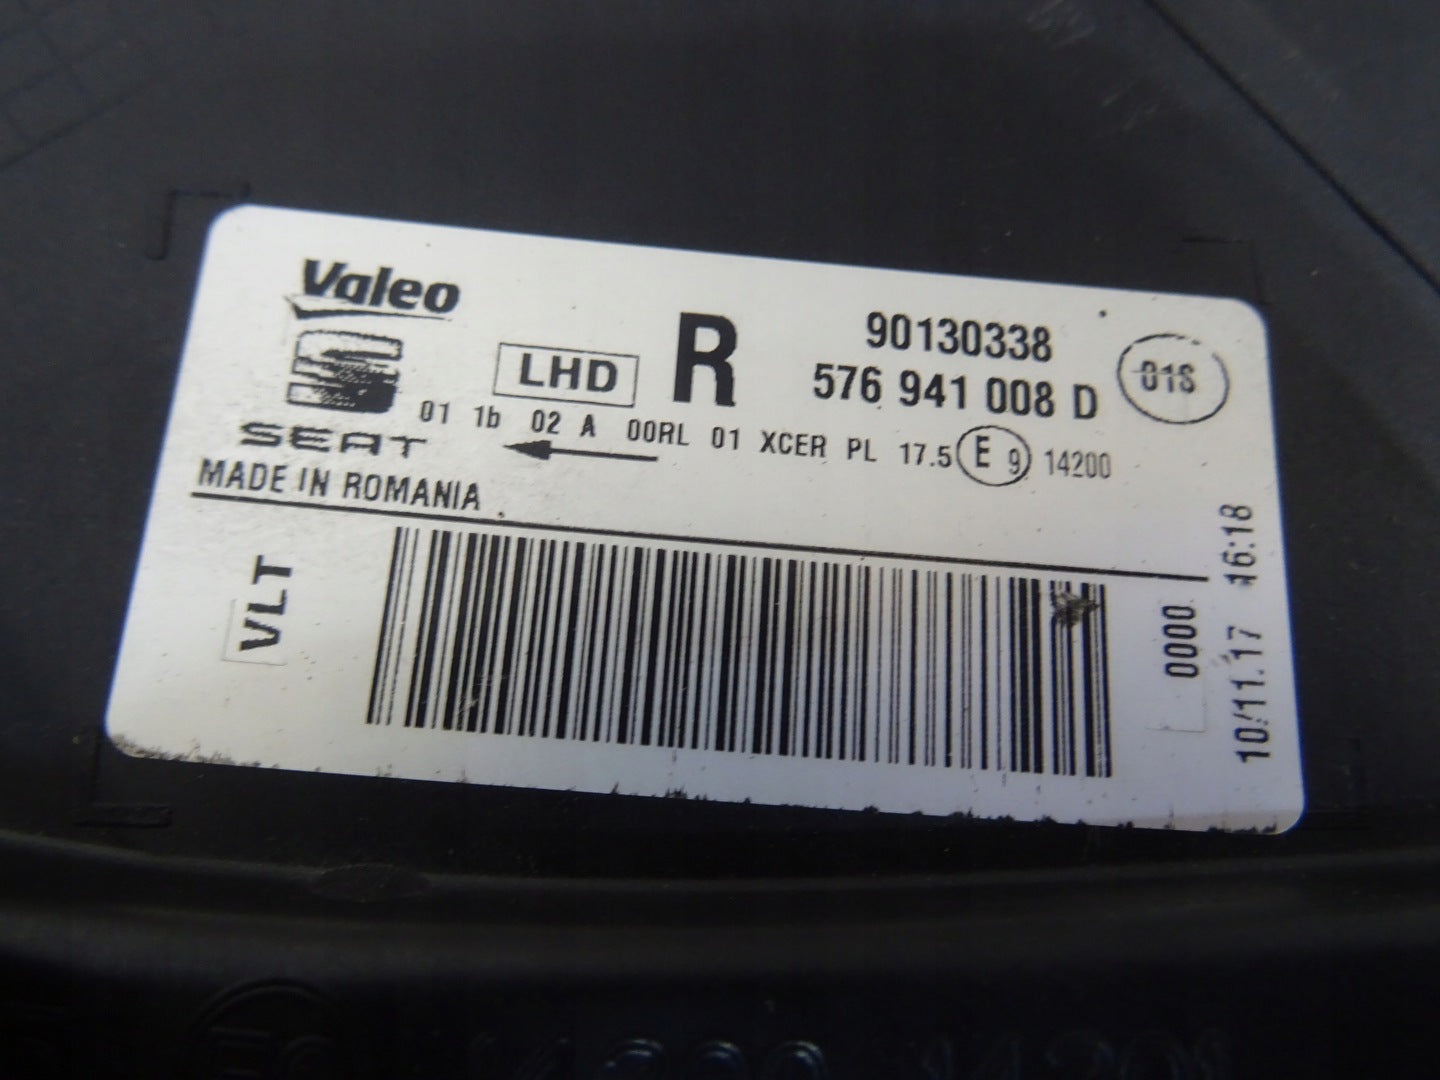 Valeo
90130338
LHD R 576 941 008 D 01S
01 1b 02 A 00RL 01 XCER PL 17.5 E 9 14200
SEAT
MADE IN ROMANIA
VLT
0000
10/11.17 16:18